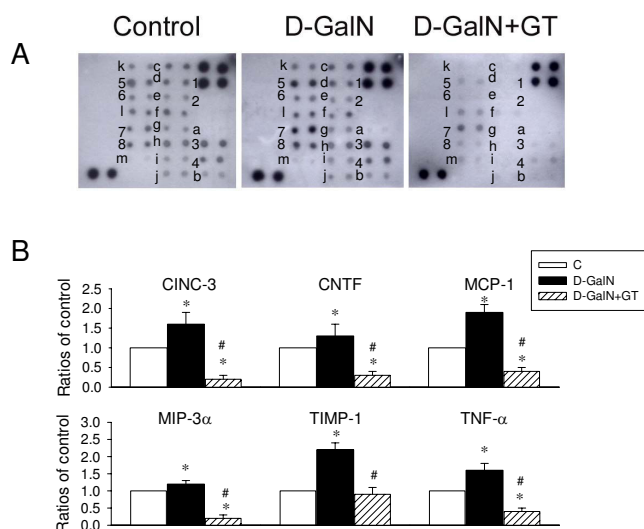 Control D-GalN D-GalN+GT
A
k c
d
5 1
6 e 2
l f
g
7 a
8 h 3
m i 4
j b
k c
d
5 1
6 e 2
l f
7 g a
8 h 3
m i 4
j b
k c
d
5 1
6 e 2
l f
g
7 a
8 h 3
m i 4
j b
B
C
D-GalN
D-GalN+GT
CINC-3 CNTF MCP-1
Ratios of control
2.5
2.0
1.5
1.0
0.5
0.0
* # * * # * * # *
MIP-3α TIMP-1 TNF-α
Ratios of control
3.0
2.5
2.0
1.5
1.0
0.5
0.0
* # * * # * # *